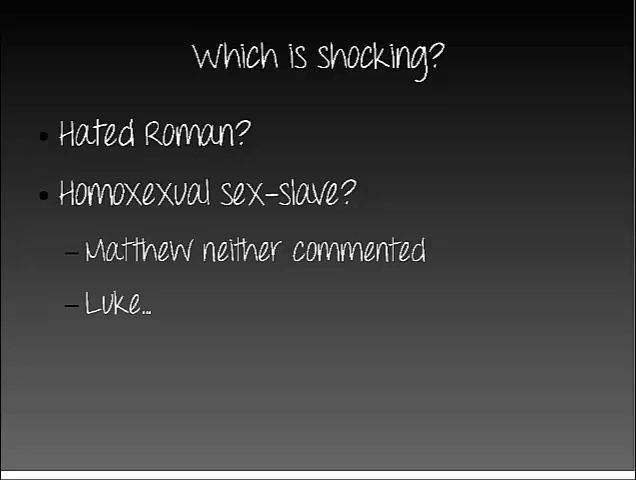 Which is shocking?
• Hated Roman?
• Homoxexual sex-slave?
– Matthew neither commented
– Luke...